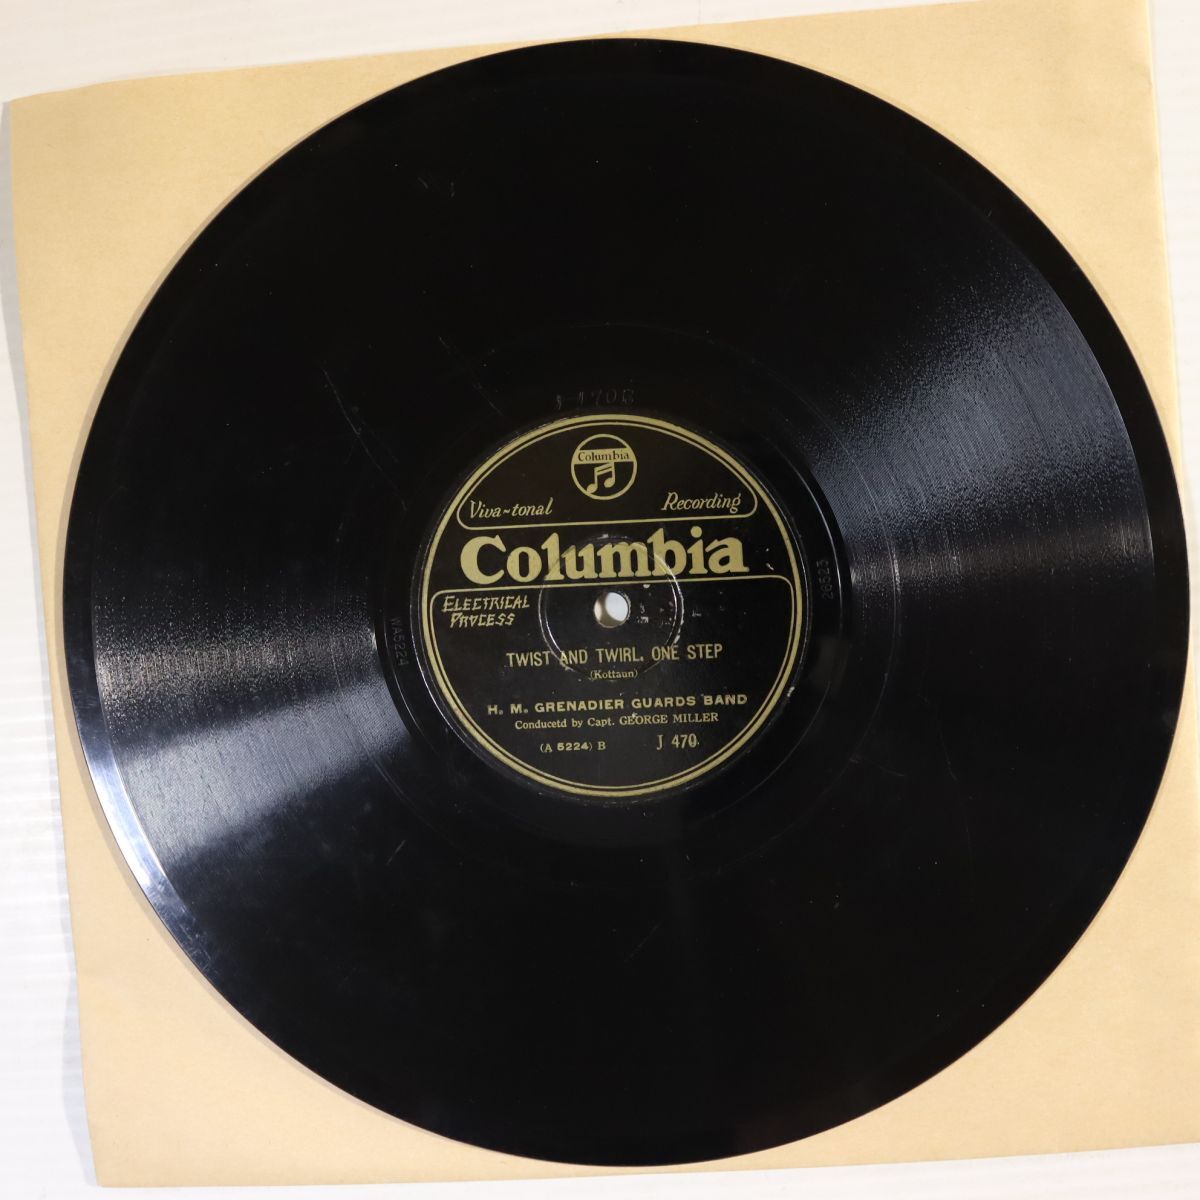 Columbia
Viva-tonal Recording
Columbia
ELECTRICAL
PROCESS
TWIST AND TWIRL. ONE STEP
(Kottaun)
H. M. GRENADIER GUARDS BAND
Conducetd by Capt. GEORGE MILLER
(A 5224) B J 470.
WA5224